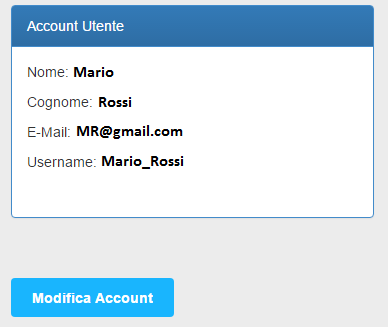 Account Utente
Nome: Mario
Cognome: Rossi
E-Mail: MR@gmail.com
Username: Mario_Rossi
Modifica Account